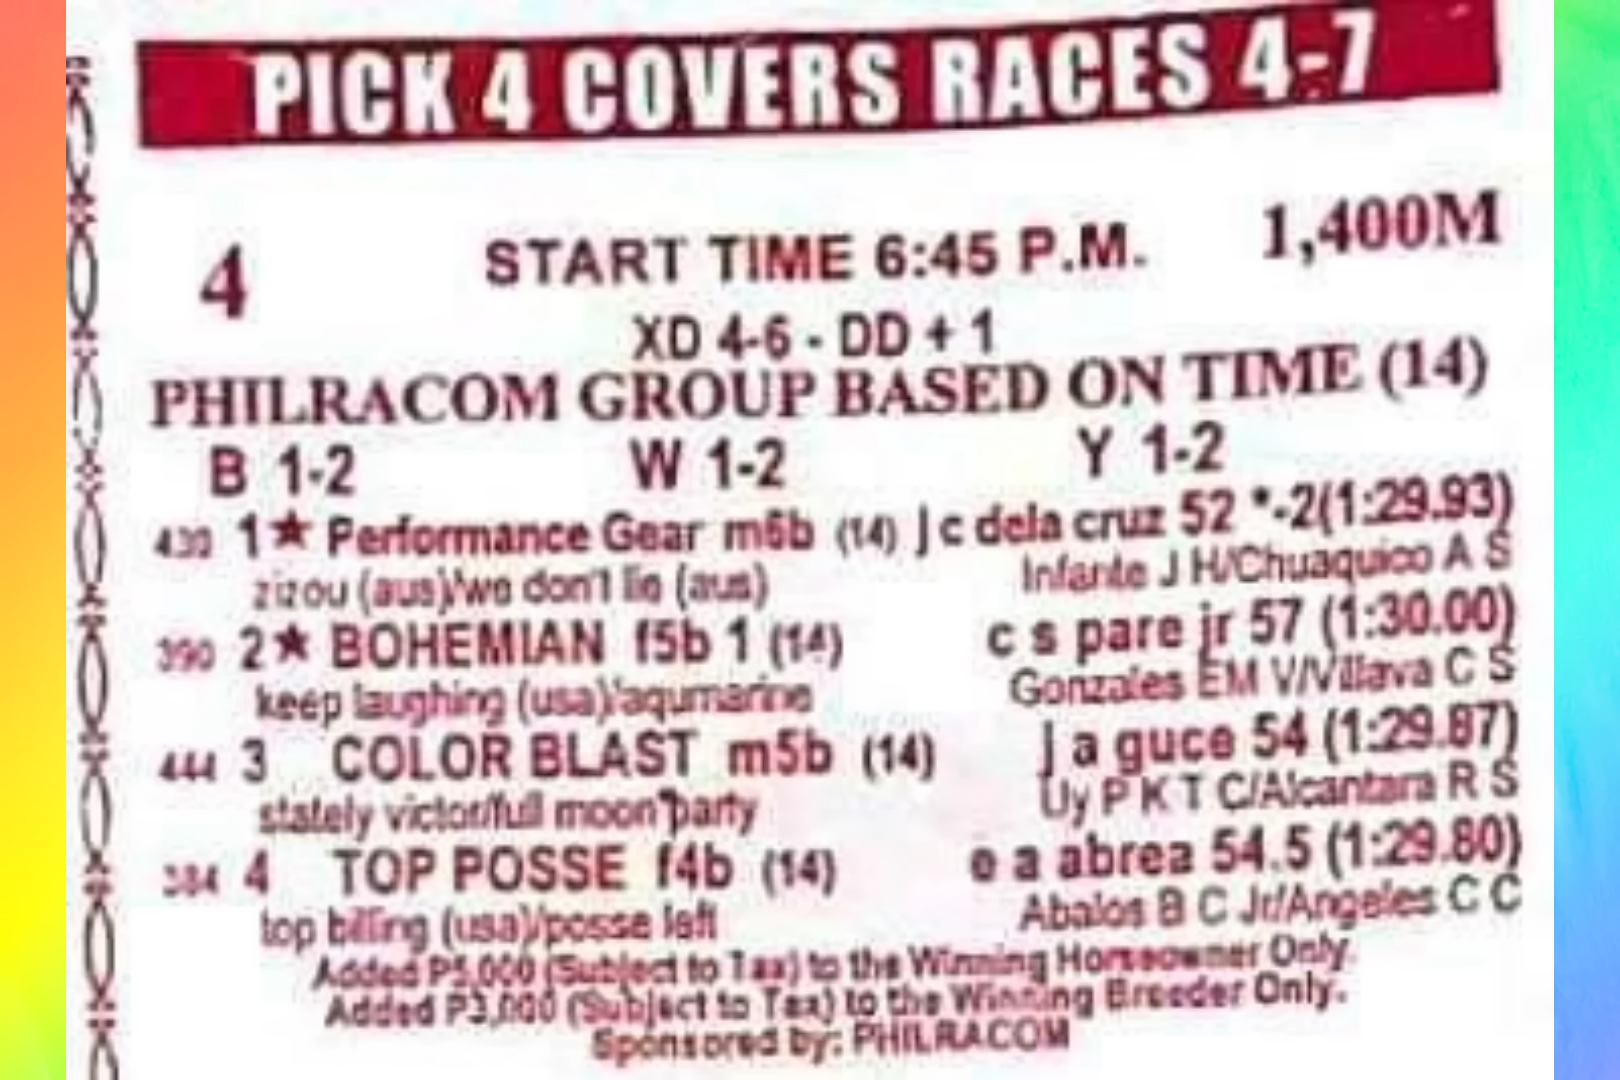 PICK 4 COVERS RACES 4-7
4 START TIME 6:45 P.M. 1,400M
XD 4-6 - DD + 1
PHILRACOM GROUP BASED ON TIME (14)
B 1-2 W 1-2 Y 1-2
430 1★ Performance Gear m6b (14) j c dela cruz 52 *-2(1:29.93)
zizou (aus)/we don't lie (aus) Infante J H/Chuaquico A S
390 2★ BOHEMIAN f5b 1 (14) c s pare jr 57 (1:30.00)
keep laughing (usa)/aqumarine Gonzales EM V/Villava C S
444 3 COLOR BLAST m5b (14) j a guce 54 (1:29.87)
stately victor/full moon party Uy P K T C/Alcantara R S
384 4 TOP POSSE f4b (14) e a abrea 54.5 (1:29.80)
top billing (usa)/posse left Abalos B C Jr/Angeles C C
Added P5,000 (Subject to Tax) to the Winning Horseowner Only.
Added P3,000 (Subject to Tax) to the Winning Breeder Only.
Sponsored by: PHILRACOM